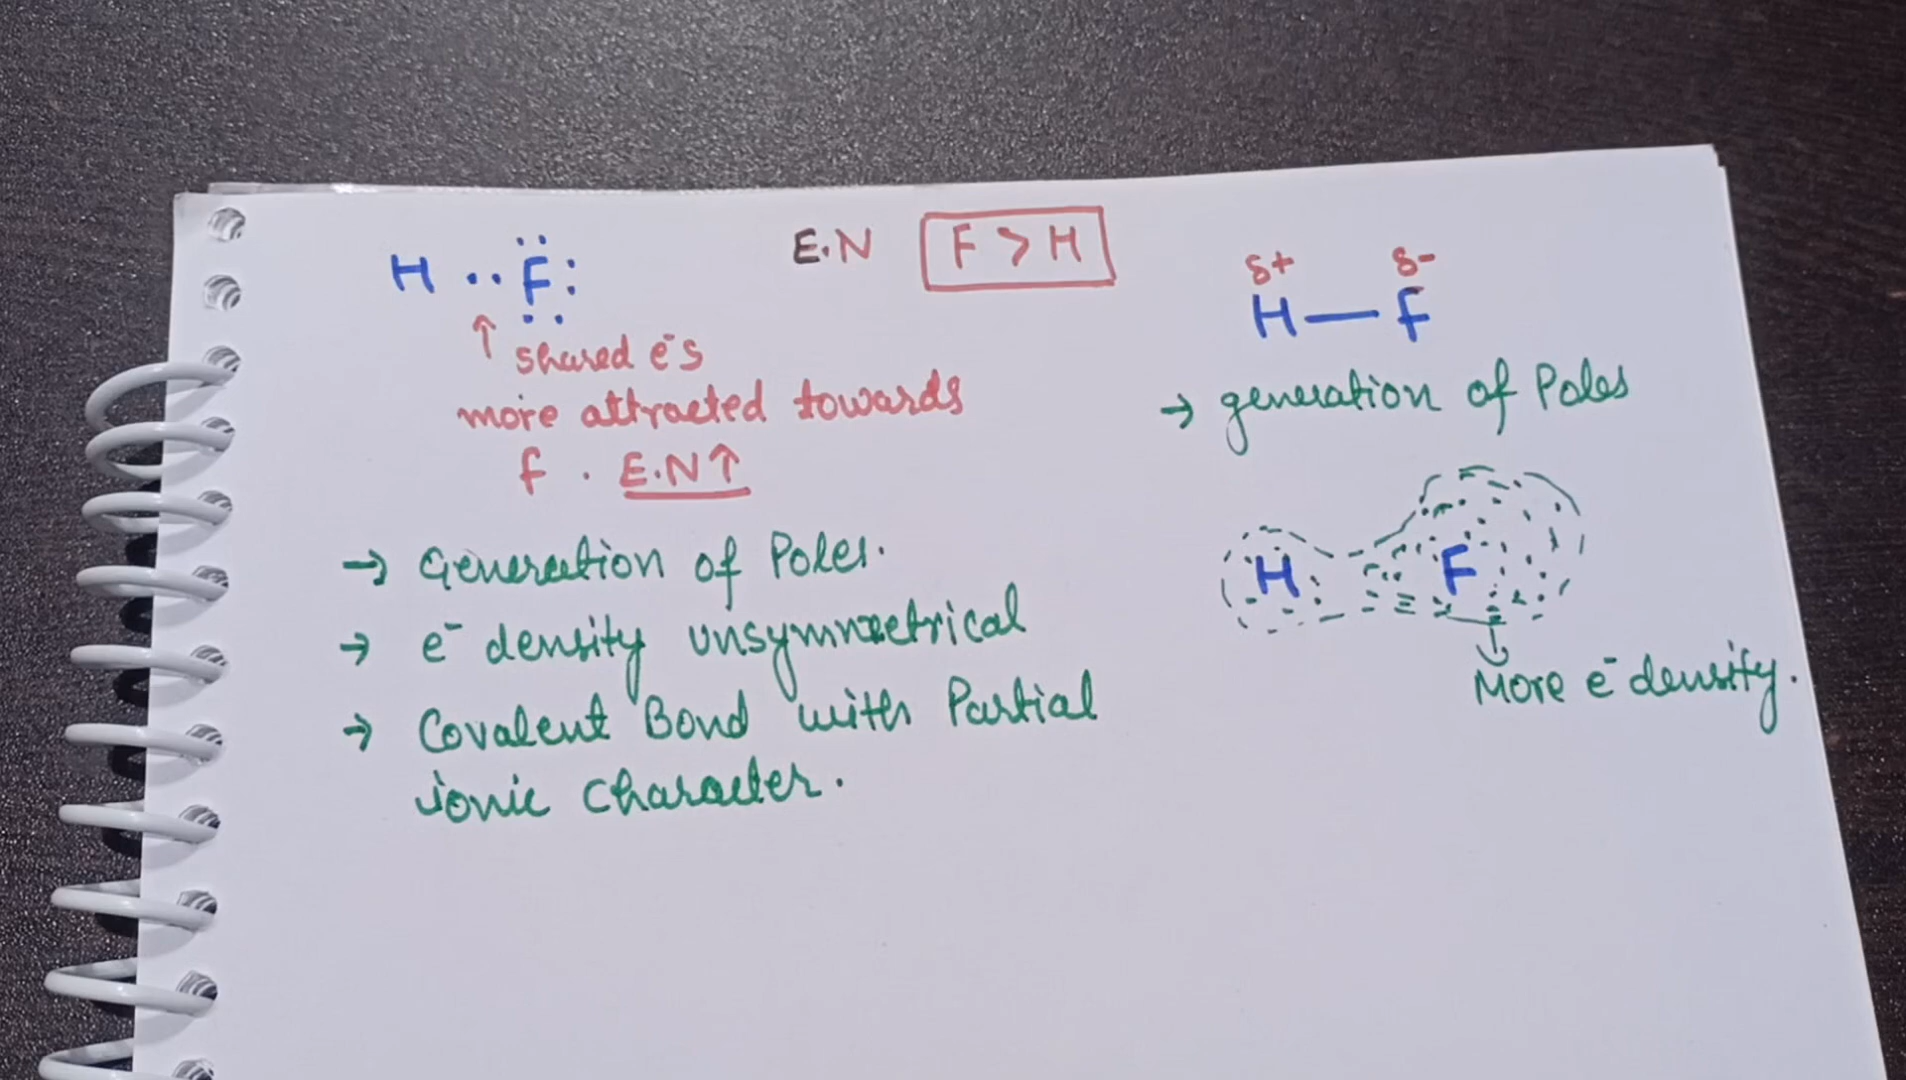 H ·· F
E.N F > H
δ+ δ-
H — F
↑ shared e⁻s
more attracted towards
F . E.N↑
→ generation of Poles
→ Generation of Poles.
→ e⁻ density unsymmetrical
→ Covalent Bond with Partial
ionic character.
H F
More e⁻ density.